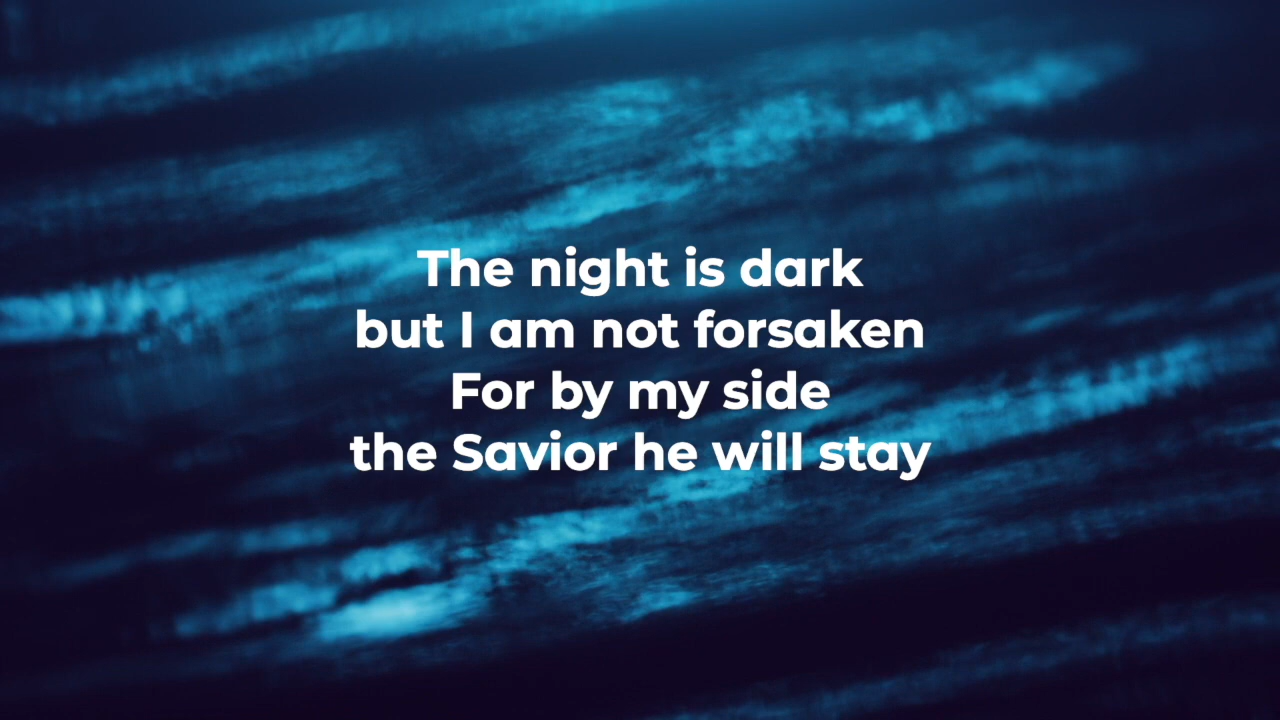 The night is dark
but I am not forsaken
For by my side
the Savior he will stay